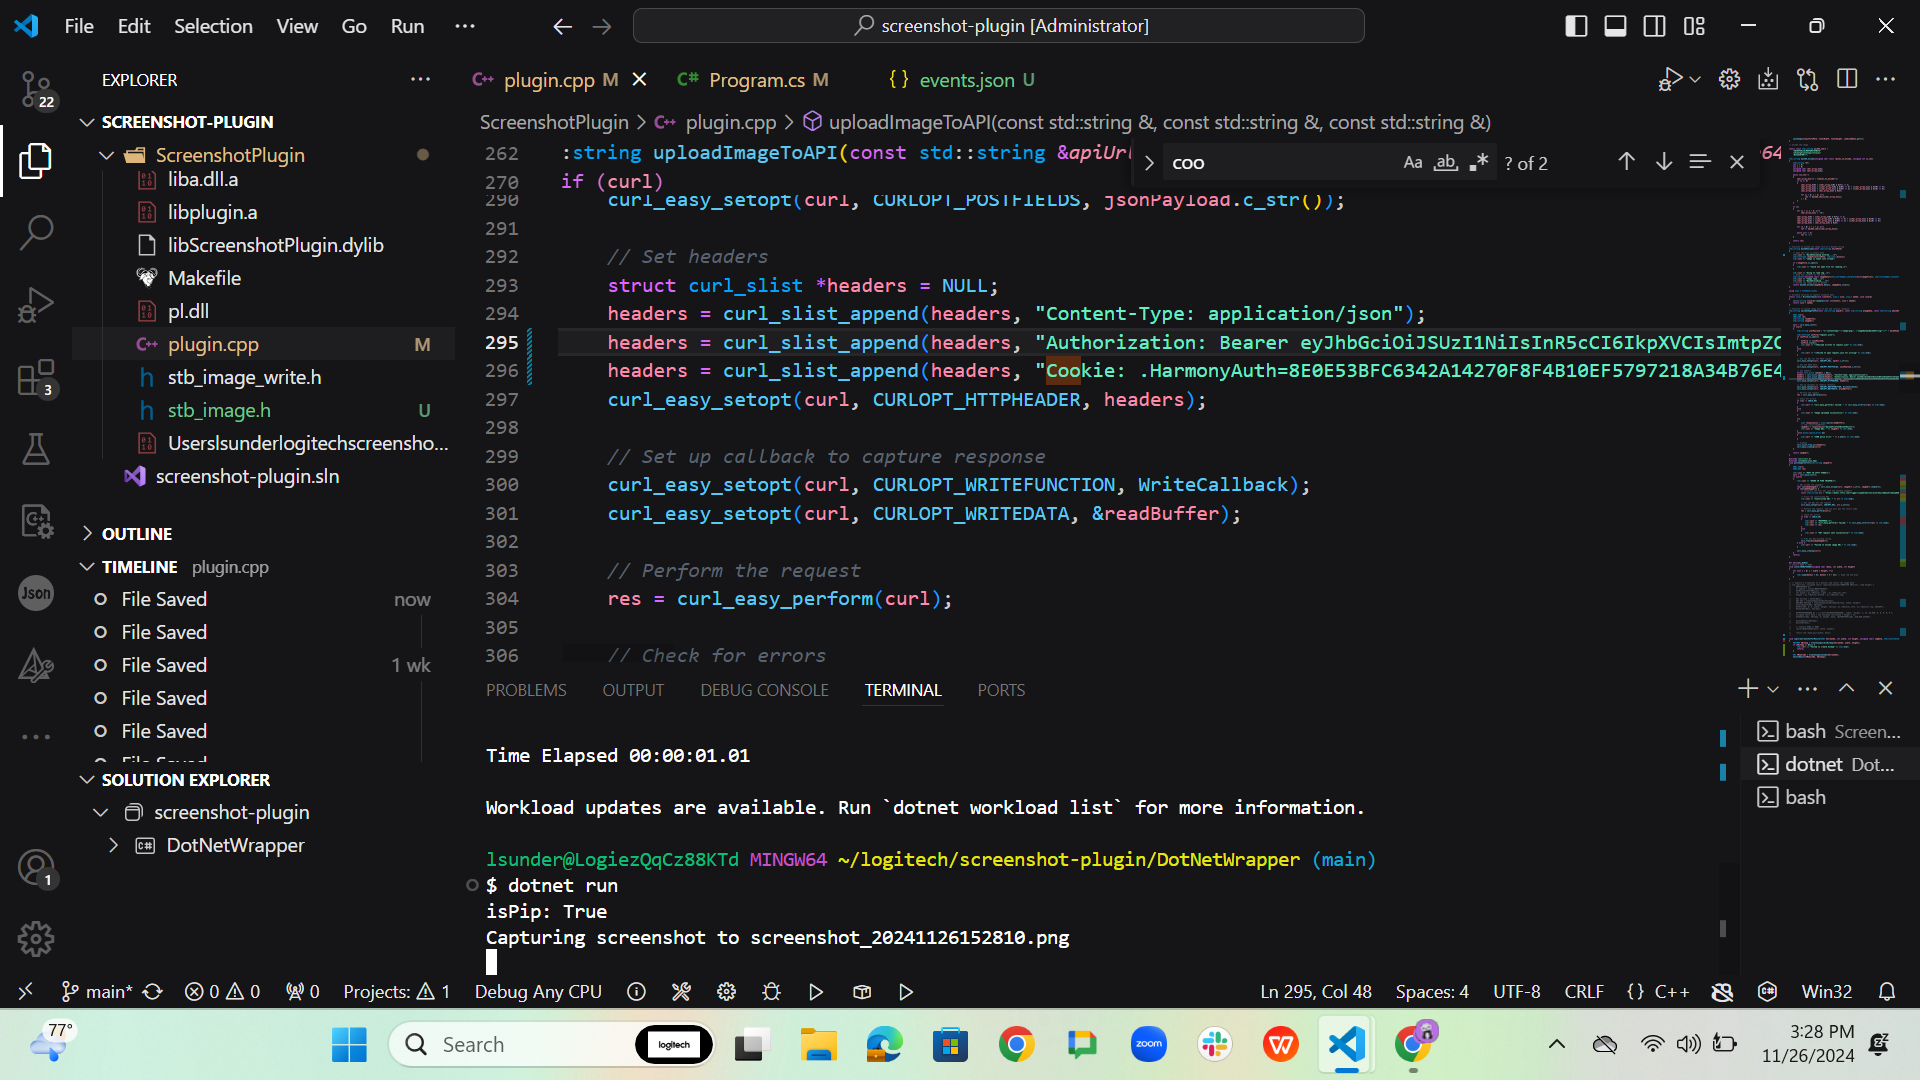 File Edit Selection View Go Run ···
screenshot-plugin [Administrator]
EXPLORER
22
plugin.cpp M
Program.cs M
{ } events.json U
SCREENSHOT-PLUGIN
ScreenshotPlugin > plugin.cpp > uploadImageToAPI(const std::string &, const std::string &, const std::string &)
ScreenshotPlugin
liba.dll.a
libplugin.a
libScreenshotPlugin.dylib
Makefile
pl.dll
plugin.cpp M
stb_image_write.h
stb_image.h U
Userslsunderlogitechscreensho...
screenshot-plugin.sln
3
Json
1
OUTLINE
TIMELINE plugin.cpp
File Saved now
File Saved
File Saved 1 wk
File Saved
File Saved
SOLUTION EXPLORER
screenshot-plugin
DotNetWrapper
coo
Aa ab .* ? of 2
262 :string uploadImageToAPI(const std::string &apiUr
270 if (curl)
290 curl_easy_setopt(curl, CURLOPT_POSTFIELDS, jsonPayload.c_str());
291
292 // Set headers
293 struct curl_slist *headers = NULL;
294 headers = curl_slist_append(headers, "Content-Type: application/json");
295 headers = curl_slist_append(headers, "Authorization: Bearer eyJhbGciOiJSUzI1NiIsInR5cCI6IkpXVCIsImtpZC
296 headers = curl_slist_append(headers, "Cookie: .HarmonyAuth=8E0E53BFC6342A14270F8F4B10EF5797218A34B76E4
297 curl_easy_setopt(curl, CURLOPT_HTTPHEADER, headers);
298
299 // Set up callback to capture response
300 curl_easy_setopt(curl, CURLOPT_WRITEFUNCTION, WriteCallback);
301 curl_easy_setopt(curl, CURLOPT_WRITEDATA, &readBuffer);
302
303 // Perform the request
304 res = curl_easy_perform(curl);
305
306 // Check for errors
PROBLEMS OUTPUT DEBUG CONSOLE TERMINAL PORTS
Time Elapsed 00:00:01.01
Workload updates are available. Run `dotnet workload list` for more information.
lsunder@LogiezQqCz88KTd MINGW64 ~/logitech/screenshot-plugin/DotNetWrapper (main)
$ dotnet run
isPip: True
Capturing screenshot to screenshot_20241126152810.png
bash Screen...
dotnet Dot...
bash
main* 0 0 0 Projects: 1 Debug Any CPU
Ln 295, Col 48 Spaces: 4 UTF-8 CRLF { } C++ Win32
77°
Search
logitech
zoom
3:28 PM
11/26/2024